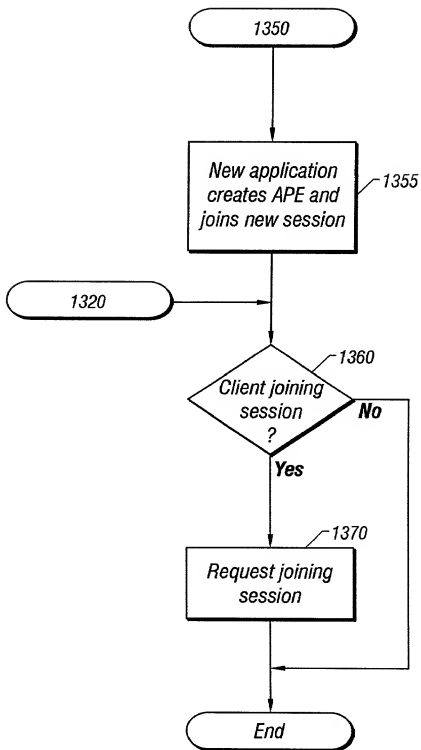 1350
New application
creates APE and
joins new session
1355
1320
1360
Client joining
session
?
No
Yes
1370
Request joining
session
End